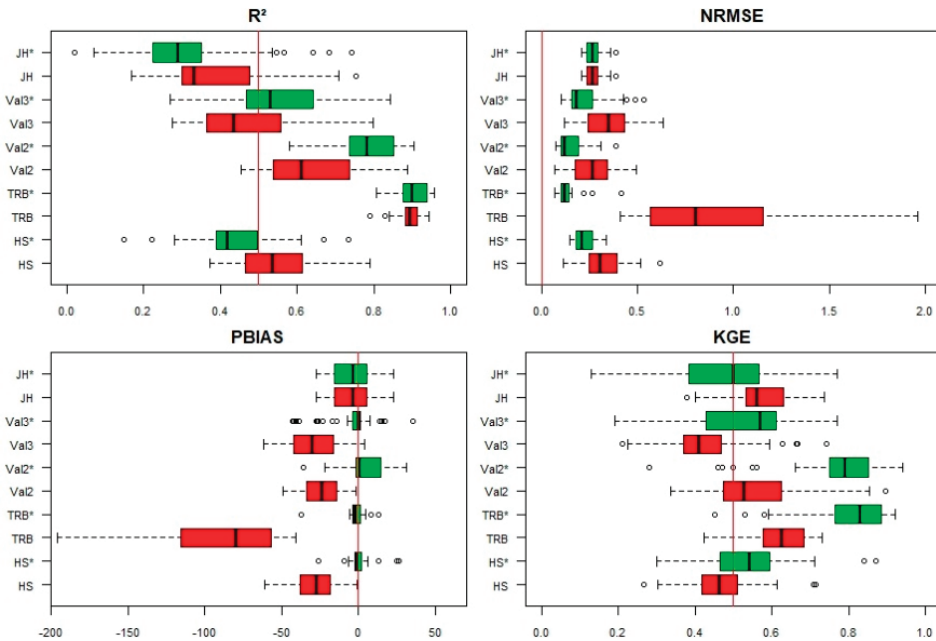 R²
JH*
JH
Val3*
Val3
Val2*
Val2
TRB*
TRB
HS*
HS
0.0 0.2 0.4 0.6 0.8 1.0
NRMSE
JH*
JH
Val3*
Val3
Val2*
Val2
TRB*
TRB
HS*
HS
0.0 0.5 1.0 1.5 2.0
PBIAS
JH*
JH
Val3*
Val3
Val2*
Val2
TRB*
TRB
HS*
HS
-200 -150 -100 -50 0 50
KGE
JH*
JH
Val3*
Val3
Val2*
Val2
TRB*
TRB
HS*
HS
0.0 0.2 0.4 0.6 0.8 1.0